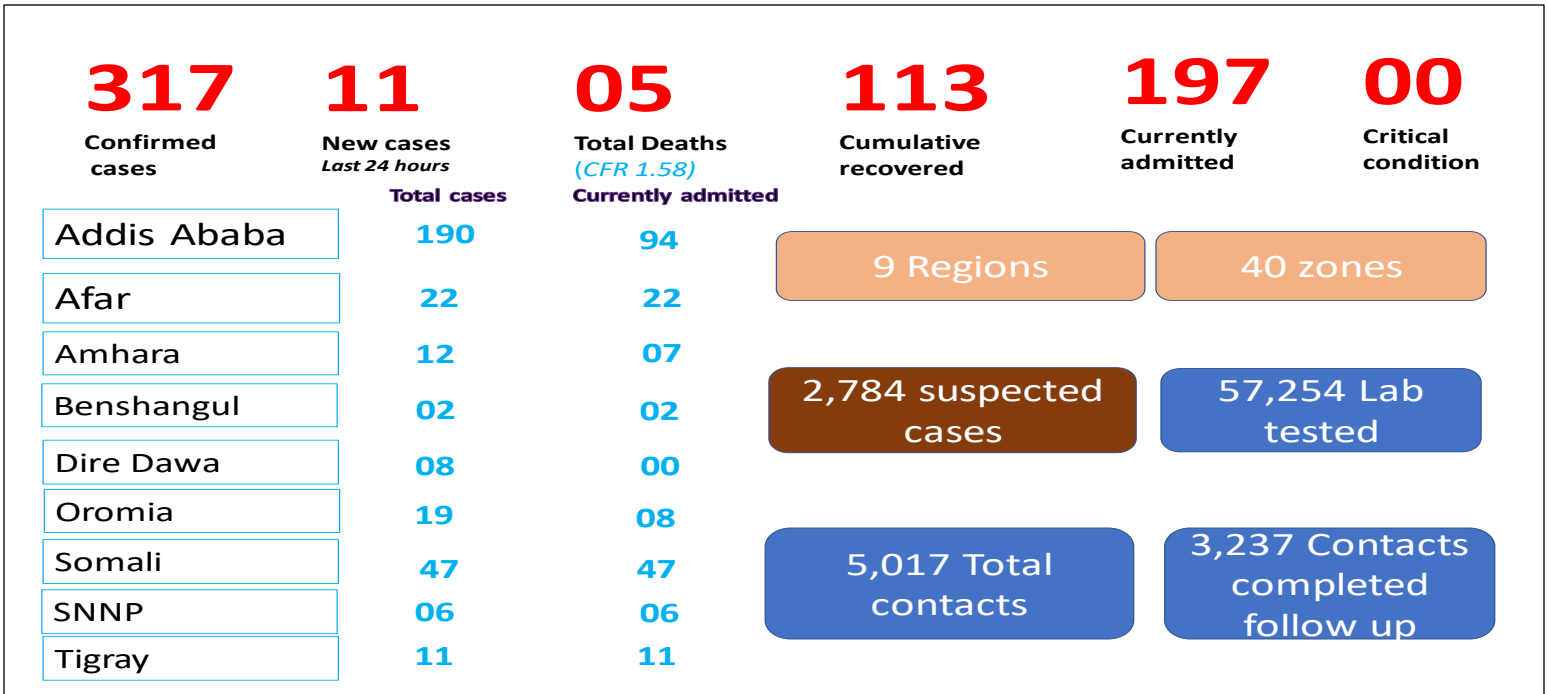 317 11 05 113 197 00
Confirmed cases
New cases
Last 24 hours
Total Deaths
(CFR 1.58)
Cumulative recovered
Currently admitted
Critical condition
Total cases Currently admitted
Addis Ababa 190 94
Afar 22 22
Amhara 12 07
Benshangul 02 02
Dire Dawa 08 00
Oromia 19 08
Somali 47 47
SNNP 06 06
Tigray 11 11
9 Regions
40 zones
2,784 suspected
cases
57,254 Lab
tested
5,017 Total
contacts
3,237 Contacts
completed
follow up